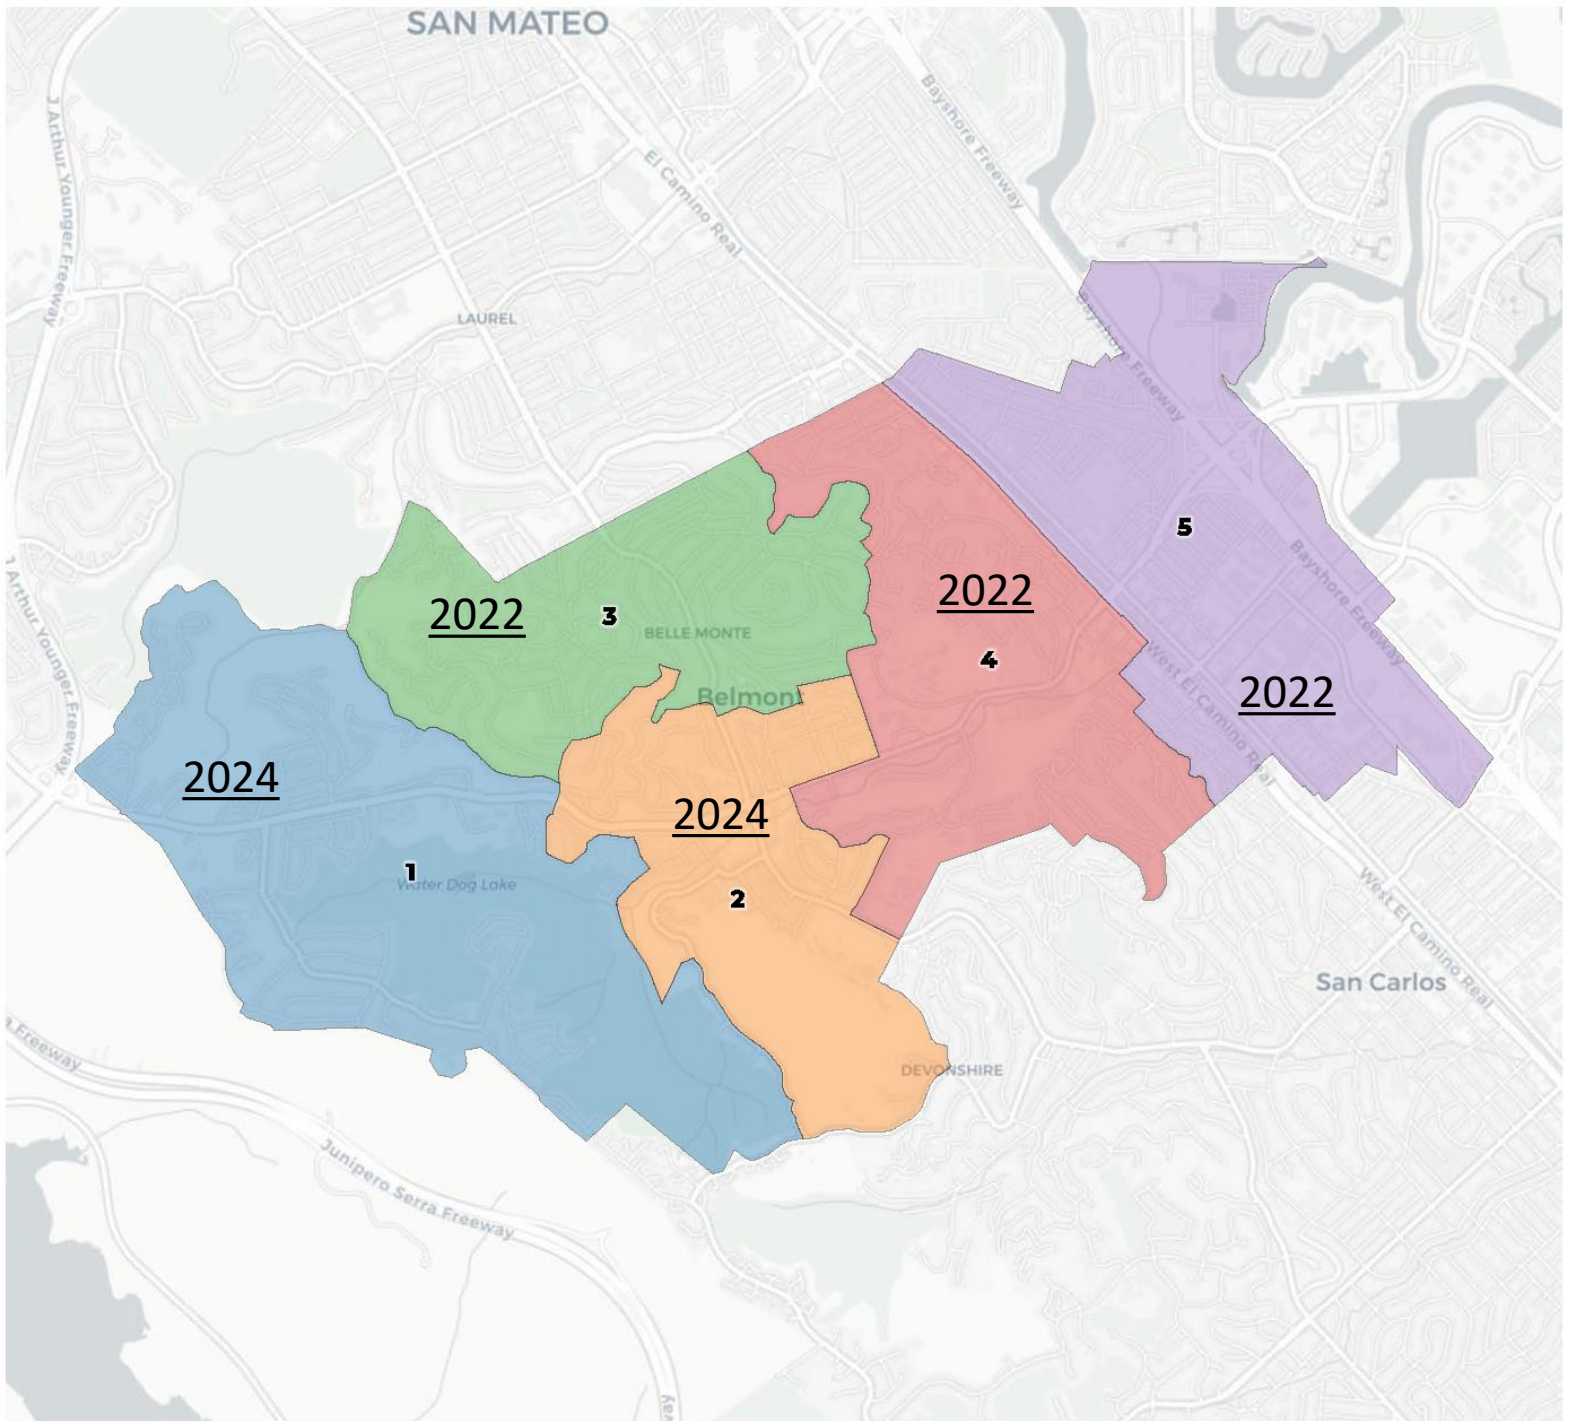 SAN MATEO
Bayshore Freeway
J Arthur Younger Freeway
El Camino Real
LAUREL
Bayshore Freeway
5
J Arthur Younger Freeway
2022
3
BELLE MONTE
2022
4
Bayshore Freeway
Belmont
West El Camino Real
2022
2024
2024
1
Water Dog Lake
2
West El Camino Real
San Carlos
a Freeway
DEVONSHIRE
Junipero Serra Freeway